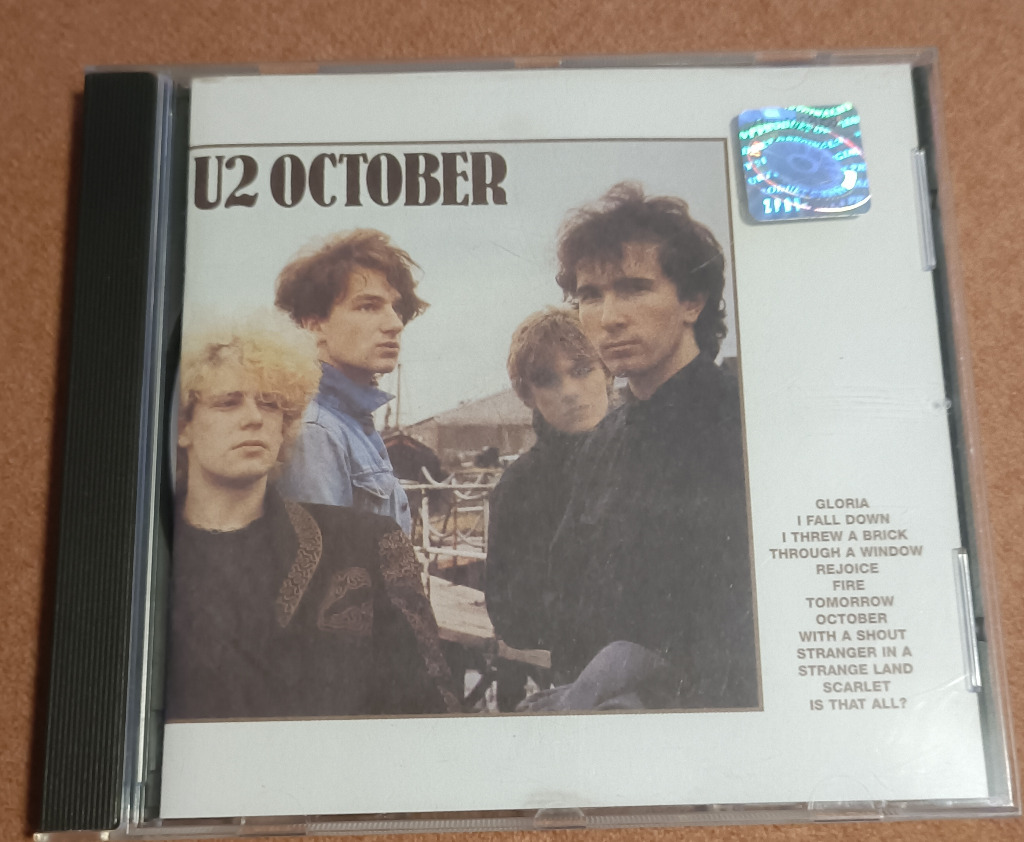 U2 OCTOBER
GLORIA
I FALL DOWN
I THREW A BRICK
THROUGH A WINDOW
REJOICE
FIRE
TOMORROW
OCTOBER
WITH A SHOUT
STRANGER IN A
STRANGE LAND
SCARLET
IS THAT ALL?